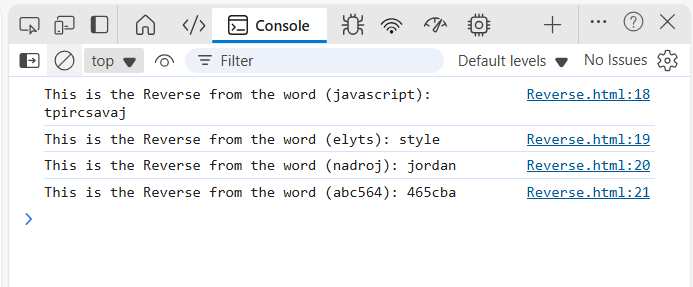 Console
top
Filter
Default levels
No Issues
This is the Reverse from the word (javascript):
tpircsavaj
Reverse.html:18
This is the Reverse from the word (elyts): style
Reverse.html:19
This is the Reverse from the word (nadroj): jordan
Reverse.html:20
This is the Reverse from the word (abc564): 465cba
Reverse.html:21